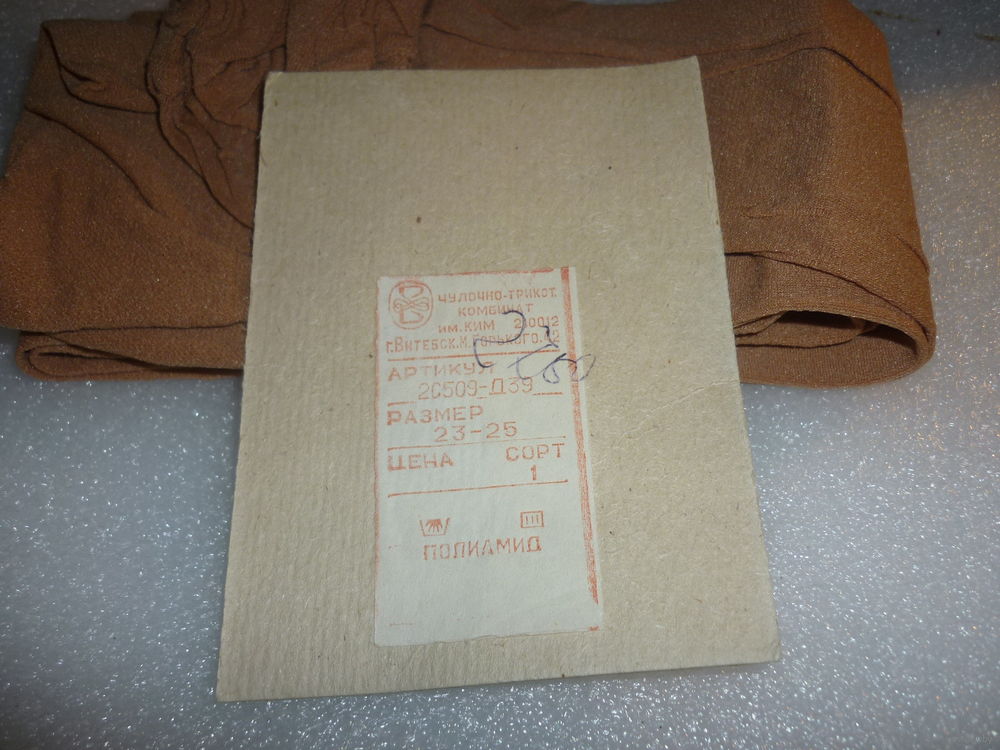 ЧУЛОЧНО-ТРИКОТ.
КОМБИНАТ
ИМ.КИМ 210012
Г.ВИТЕБСК.М.ГОРЬКОГО.
АРТИКУЛ
2С509-Д39
РАЗМЕР
23-25
ЦЕНА СОРТ
1
ПОЛИАМИД